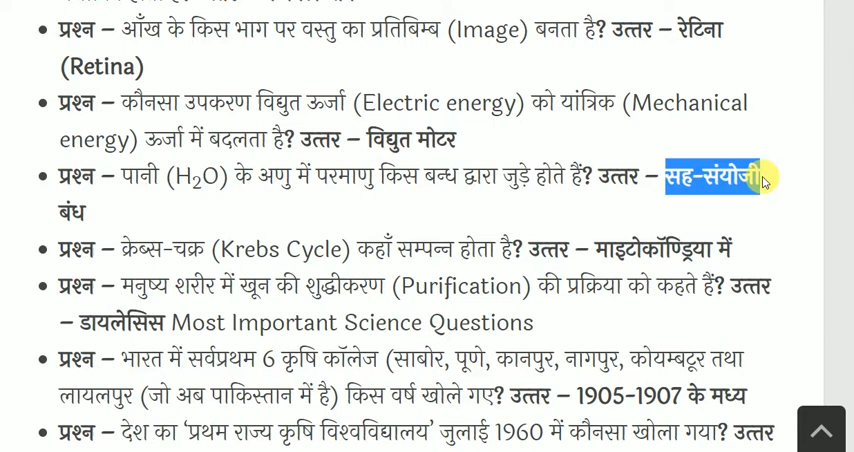 प्रश्न – आँख के किस भाग पर वस्तु का प्रतिबिम्ब (Image) बनता है? उत्तर – रेटिना
(Retina)
प्रश्न – कौनसा उपकरण विद्युत ऊर्जा (Electric energy) को यांत्रिक (Mechanical
energy) ऊर्जा में बदलता है? उत्तर – विद्युत मोटर
प्रश्न – पानी (H₂O) के अणु में परमाणु किस बन्ध द्वारा जुड़े होते हैं? उत्तर – सह-संयोजी
बंध
प्रश्न – क्रेब्स-चक्र (Krebs Cycle) कहाँ सम्पन्न होता है? उत्तर – माइटोकॉण्ड्रिया में
प्रश्न – मनुष्य शरीर में खून की शुद्धीकरण (Purification) की प्रक्रिया को कहते हैं? उत्तर
– डायलेसिस Most Important Science Questions
प्रश्न – भारत में सर्वप्रथम 6 कृषि कॉलेज (साबोर, पूणे, कानपुर, नागपुर, कोयम्बटूर तथा
लायलपुर (जो अब पाकिस्तान में है) किस वर्ष खोले गए? उत्तर – 1905-1907 के मध्य
प्रश्न – देश का ‘प्रथम राज्य कृषि विश्वविद्यालय’ जुलाई 1960 में कौनसा खोला गया? उत्तर